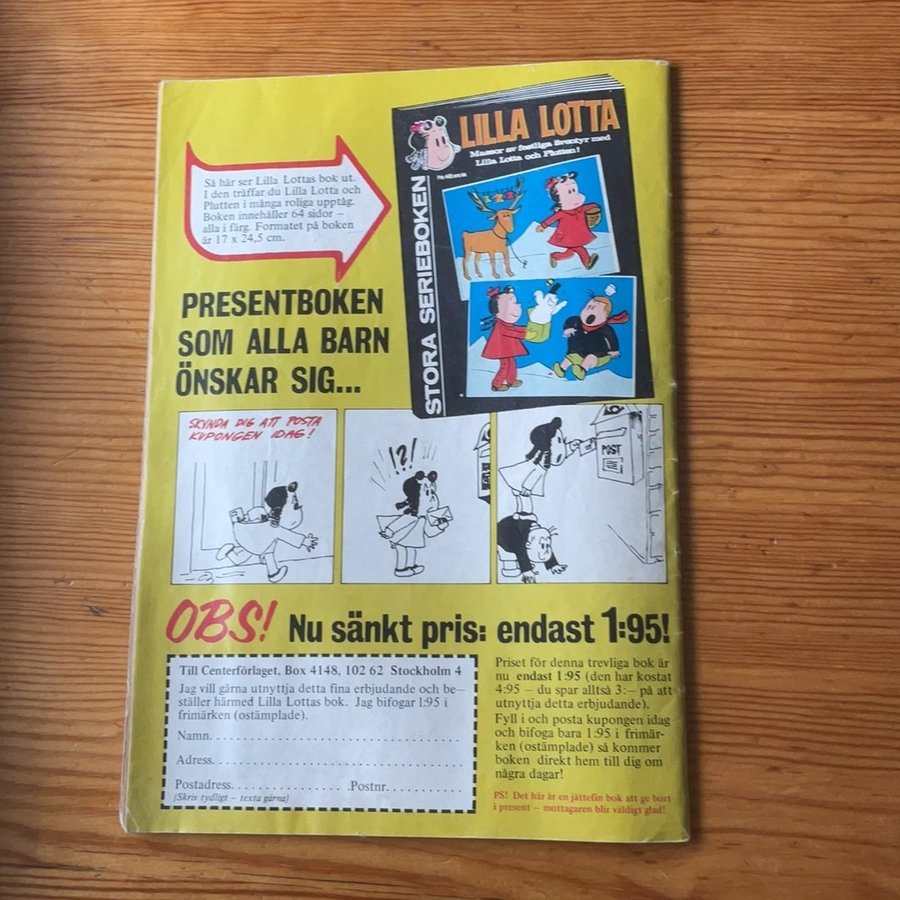 LILLA LOTTA
Massor av festliga äventyr med
Lilla Lotta och Plutten!
STORA SERIEBOKEN
Så här ser Lilla Lottas bok ut.
I den träffar du Lilla Lotta och
Plutten i många roliga upptåg.
Boken innehåller 64 sidor –
alla i färg. Formatet på boken
är 17 x 24,5 cm.
PRESENTBOKEN
SOM ALLA BARN
ÖNSKAR SIG...
SKYNDA DIG ATT POSTA
KUPONGEN IDAG!
!?!
POST
OBS! Nu sänkt pris: endast 1:95!
Till Centerförlaget, Box 4148, 102 62 Stockholm 4
Jag vill gärna utnyttja detta fina erbjudande och be–
ställer härmed Lilla Lottas bok. Jag bifogar 1:95 i
frimärken (ostämplade).
Namn. . . . . . . . . . . . . . . . . . . . . . . . . . . . . . . . . .
Adress. . . . . . . . . . . . . . . . . . . . . . . . . . . . . . . . .
Postadress. . . . . . . . . . . . . . . . .Postnr. . . . . . . . . . .
(Skriv tydligt – texta gärna)
Priset för denna trevliga bok är
nu endast 1:95 (den har kostat
4:95 – du spar alltså 3:– på att
utnyttja detta erbjudande).
Fyll i och posta kupongen idag
och bifoga bara 1:95 i frimär-
ken (ostämplade) så kommer
boken direkt hem till dig om
några dagar!
PS! Det här är en jättefin bok att ge bort
i present – mottagaren blir väldigt glad!